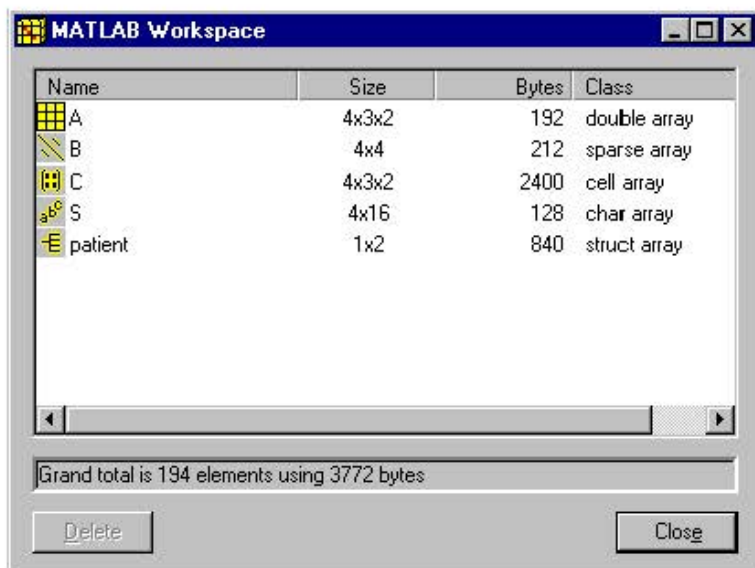 MATLAB Workspace
Name Size Bytes Class
A 4x3x2 192 double array
B 4x4 212 sparse array
C 4x3x2 2400 cell array
S 4x16 128 char array
patient 1x2 840 struct array
Grand total is 194 elements using 3772 bytes
Delete Close